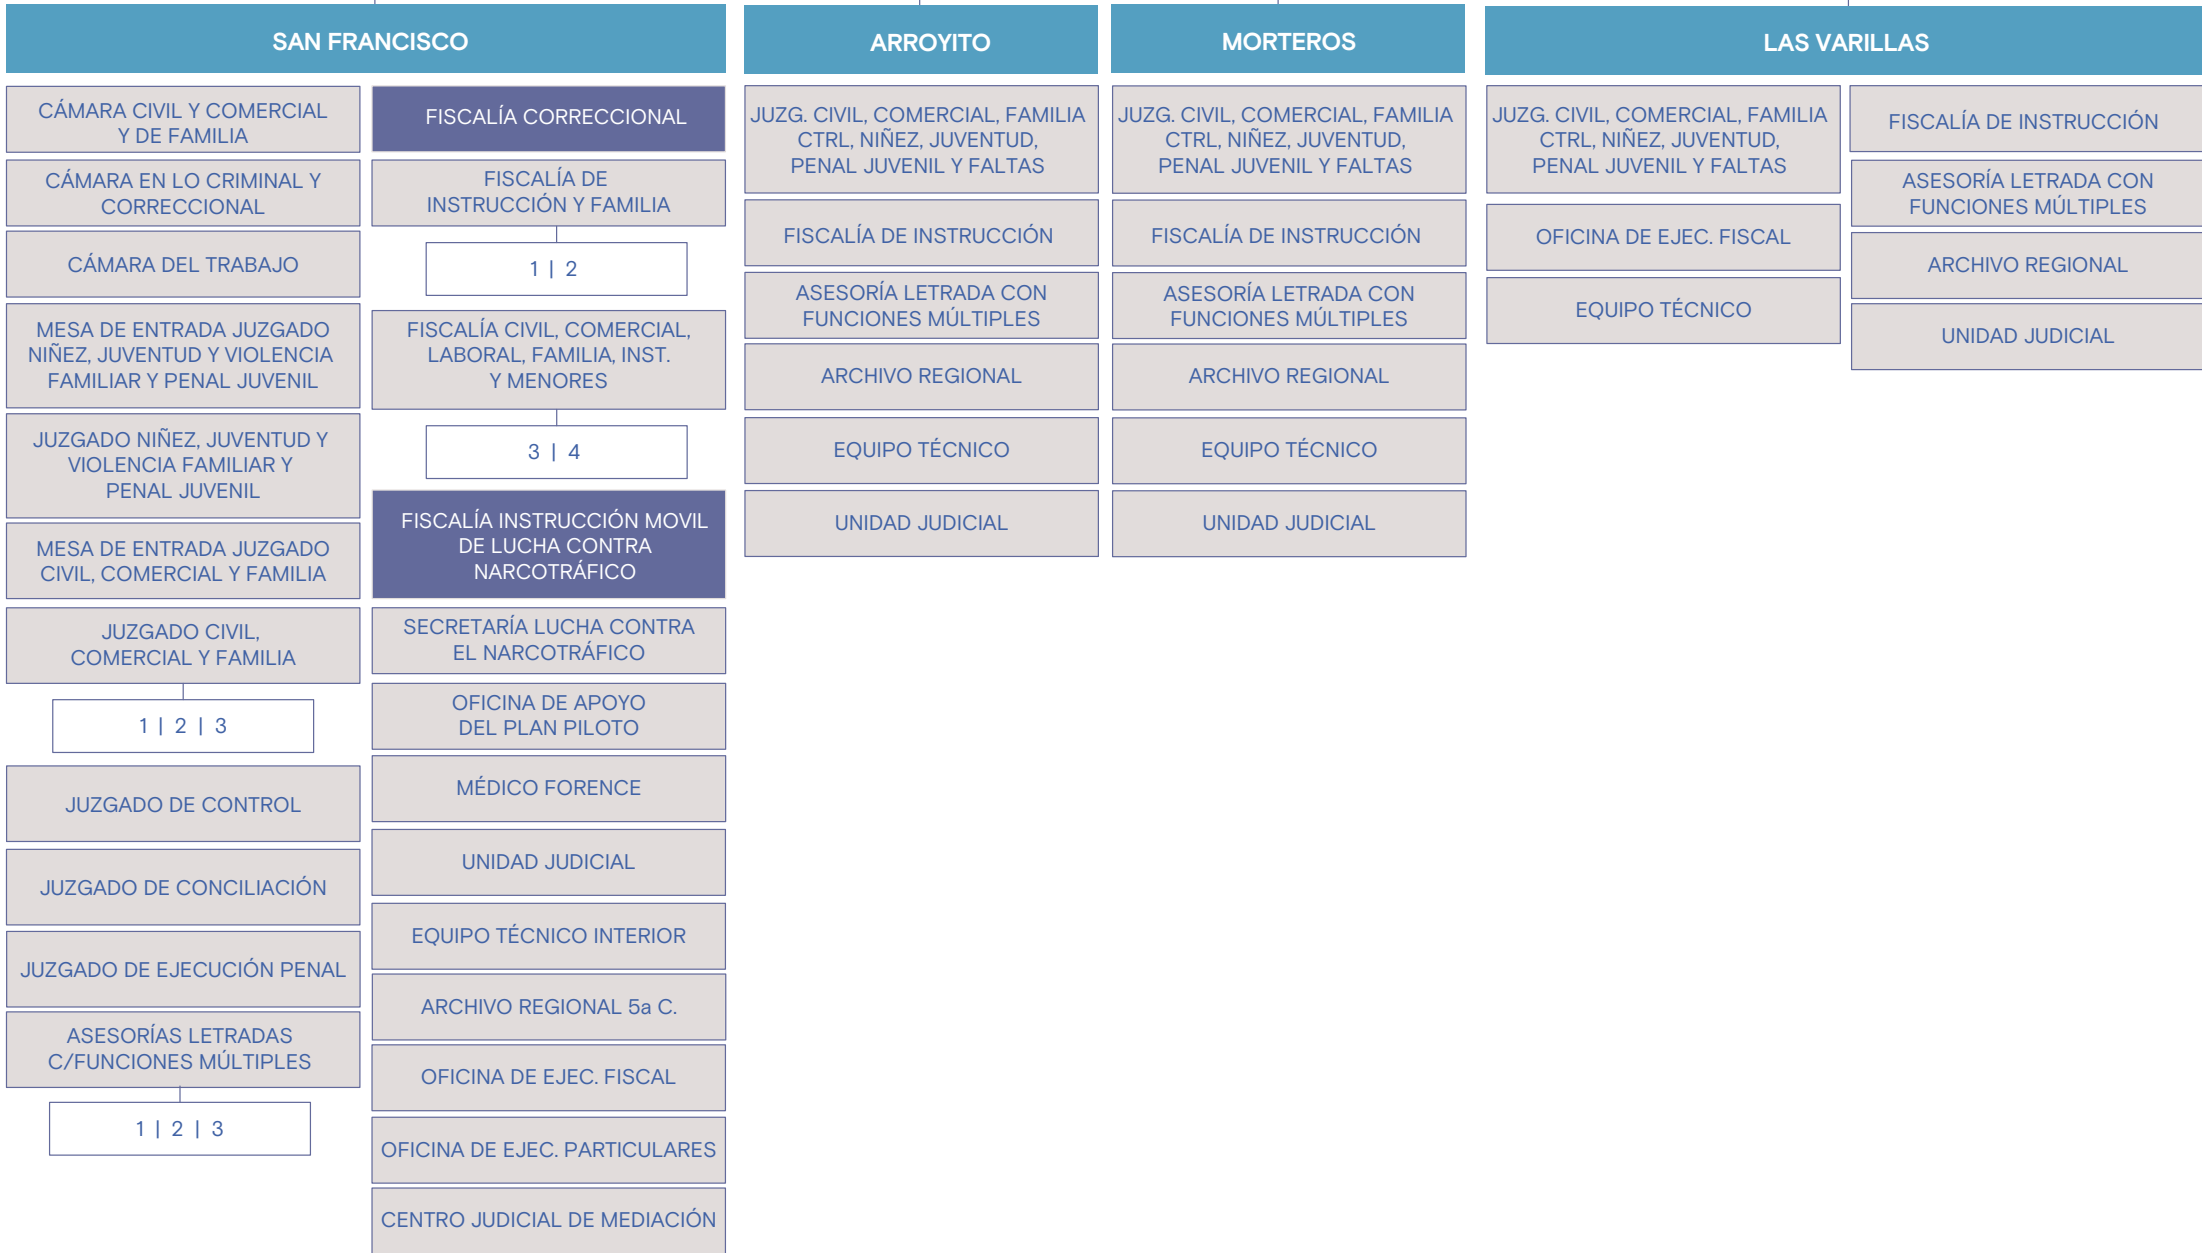 SAN FRANCISCO
CÁMARA CIVIL Y COMERCIAL
Y DE FAMILIA
CÁMARA EN LO CRIMINAL Y
CORRECCIONAL
CÁMARA DEL TRABAJO
MESA DE ENTRADA JUZGADO
NIÑEZ, JUVENTUD Y VIOLENCIA
FAMILIAR Y PENAL JUVENIL
JUZGADO NIÑEZ, JUVENTUD Y
VIOLENCIA FAMILIAR Y
PENAL JUVENIL
MESA DE ENTRADA JUZGADO
CIVIL, COMERCIAL Y FAMILIA
JUZGADO CIVIL,
COMERCIAL Y FAMILIA
1 | 2 | 3
JUZGADO DE CONTROL
JUZGADO DE CONCILIACIÓN
JUZGADO DE EJECUCIÓN PENAL
ASESORÍAS LETRADAS
C/FUNCIONES MÚLTIPLES
1 | 2 | 3
FISCALÍA CORRECCIONAL
FISCALÍA DE
INSTRUCCIÓN Y FAMILIA
1 | 2
FISCALÍA CIVIL, COMERCIAL,
LABORAL, FAMILIA, INST.
Y MENORES
3 | 4
FISCALÍA INSTRUCCIÓN MOVIL
DE LUCHA CONTRA
NARCOTRÁFICO
SECRETARÍA LUCHA CONTRA
EL NARCOTRÁFICO
OFICINA DE APOYO
DEL PLAN PILOTO
MÉDICO FORENCE
UNIDAD JUDICIAL
EQUIPO TÉCNICO INTERIOR
ARCHIVO REGIONAL 5a C.
OFICINA DE EJEC. FISCAL
OFICINA DE EJEC. PARTICULARES
CENTRO JUDICIAL DE MEDIACIÓN
ARROYITO
JUZG. CIVIL, COMERCIAL, FAMILIA
CTRL, NIÑEZ, JUVENTUD,
PENAL JUVENIL Y FALTAS
FISCALÍA DE INSTRUCCIÓN
ASESORÍA LETRADA CON
FUNCIONES MÚLTIPLES
ARCHIVO REGIONAL
EQUIPO TÉCNICO
UNIDAD JUDICIAL
MORTEROS
JUZG. CIVIL, COMERCIAL, FAMILIA
CTRL, NIÑEZ, JUVENTUD,
PENAL JUVENIL Y FALTAS
FISCALÍA DE INSTRUCCIÓN
ASESORÍA LETRADA CON
FUNCIONES MÚLTIPLES
ARCHIVO REGIONAL
EQUIPO TÉCNICO
UNIDAD JUDICIAL
LAS VARILLAS
JUZG. CIVIL, COMERCIAL, FAMILIA
CTRL, NIÑEZ, JUVENTUD,
PENAL JUVENIL Y FALTAS
OFICINA DE EJEC. FISCAL
EQUIPO TÉCNICO
FISCALÍA DE INSTRUCCIÓN
ASESORÍA LETRADA CON
FUNCIONES MÚLTIPLES
ARCHIVO REGIONAL
UNIDAD JUDICIAL